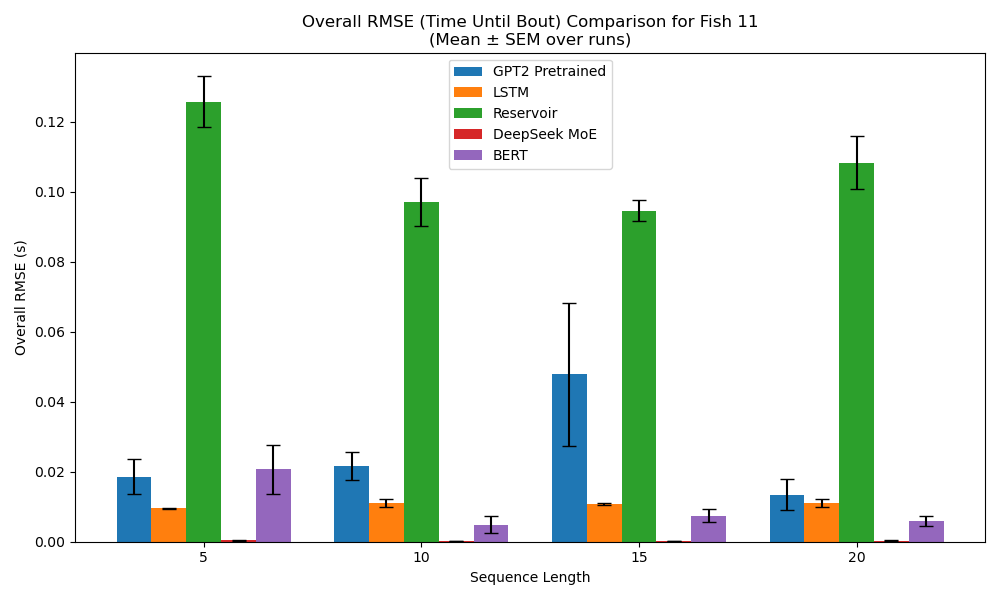 Overall RMSE (Time Until Bout) Comparison for Fish 11
(Mean ± SEM over runs)
GPT2 Pretrained
LSTM
Reservoir
DeepSeek MoE
BERT
Overall RMSE (s)
0.12
0.10
0.08
0.06
0.04
0.02
0.00
5
10
15
20
Sequence Length